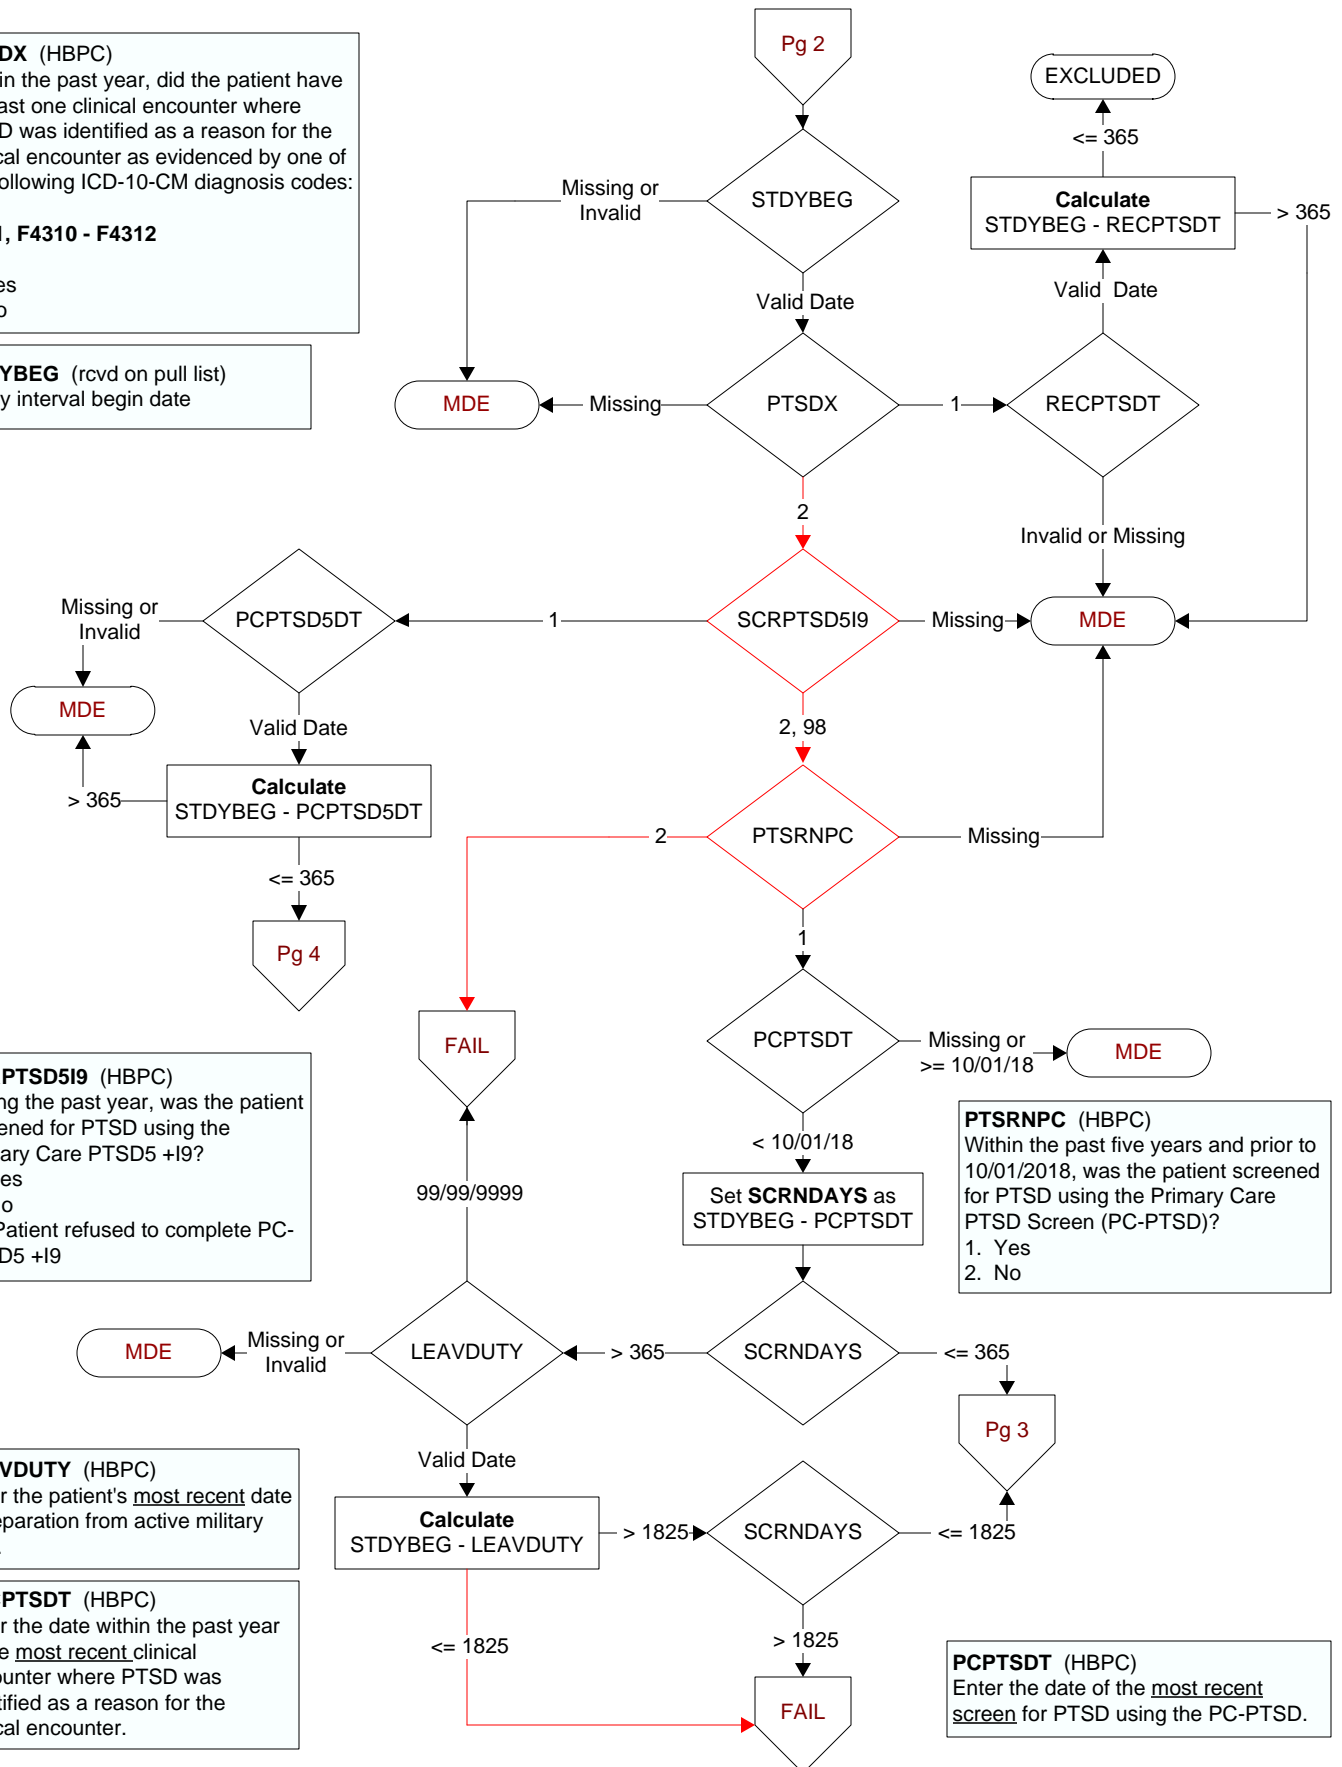 Pg 2
DX (HBPC)
in the past year, did the patient have
ast one clinical encounter where
D was identified as a reason for the
cal encounter as evidenced by one of
ollowing ICD-10-CM diagnosis codes:
, F4310 - F4312
es
o
EXCLUDED
<= 365
Calculate
STDYBEG - RECPTSDT
> 365
Valid Date
STDYBEG
Missing or
Invalid
Valid Date
YBEG (rcvd on pull list)
y interval begin date
MDE
Missing
PTSDX
1
RECPTSDT
2
Invalid or Missing
Missing or
Invalid
PCPTSD5DT
1
SCRPTSD5I9
Missing
MDE
MDE
Valid Date
2, 98
Calculate
STDYBEG - PCPTSD5DT
> 365
<= 365
Pg 4
2
PTSRNPC
Missing
1
FAIL
PCPTSDT
Missing or
>= 10/01/18
MDE
PTSD5I9 (HBPC)
ng the past year, was the patient
ened for PTSD using the
ary Care PTSD5 +I9?
es
o
Patient refused to complete PC-
D5 +I9
99/99/9999
< 10/01/18
Set SCRNDAYS as
STDYBEG - PCPTSDT
PTSRNPC (HBPC)
Within the past five years and prior to
10/01/2018, was the patient screened
for PTSD using the Primary Care
PTSD Screen (PC-PTSD)?
1. Yes
2. No
MDE
Missing or
Invalid
LEAVDUTY
> 365
SCRNDAYS
<= 365
Pg 3
VDUTY (HBPC)
r the patient's most recent date
eparation from active military
.
Valid Date
Calculate
STDYBEG - LEAVDUTY
> 1825
SCRNDAYS
<= 1825
PTSDT (HBPC)
r the date within the past year
e most recent clinical
ounter where PTSD was
tified as a reason for the
cal encounter.
<= 1825
> 1825
FAIL
PCPTSDT (HBPC)
Enter the date of the most recent
screen for PTSD using the PC-PTSD.